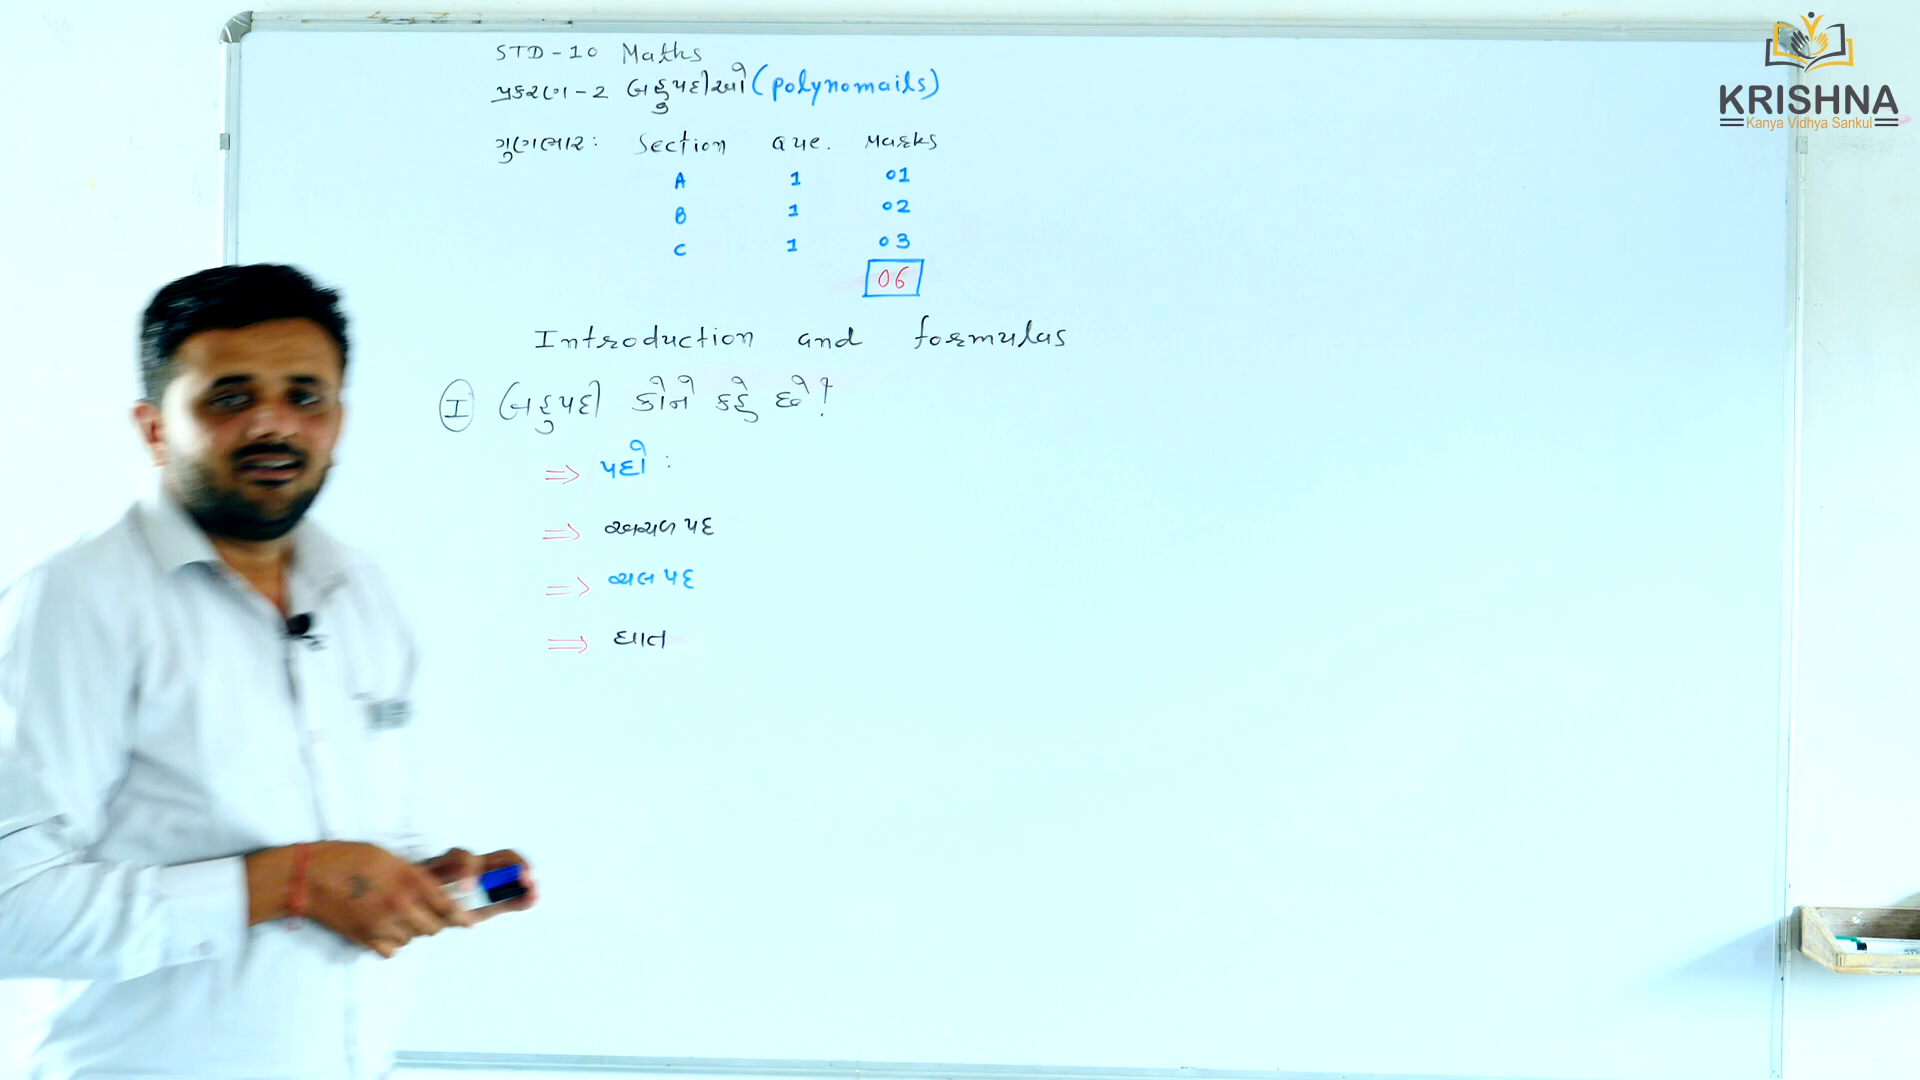 STD-10 Maths
પ્રકરણ-2 બહુપદીઓ (polynomails)
ગુણભાર: Section Que. Marks
A 1 01
B 1 02
C 1 03
06
Introduction and formulas
I બહુપદી કોને કહે છે?
⇒ પદો:
⇒ અચળ પદ
⇒ ચલ પદ
⇒ ઘાત
KRISHNA
Kanya Vidhya Sankul